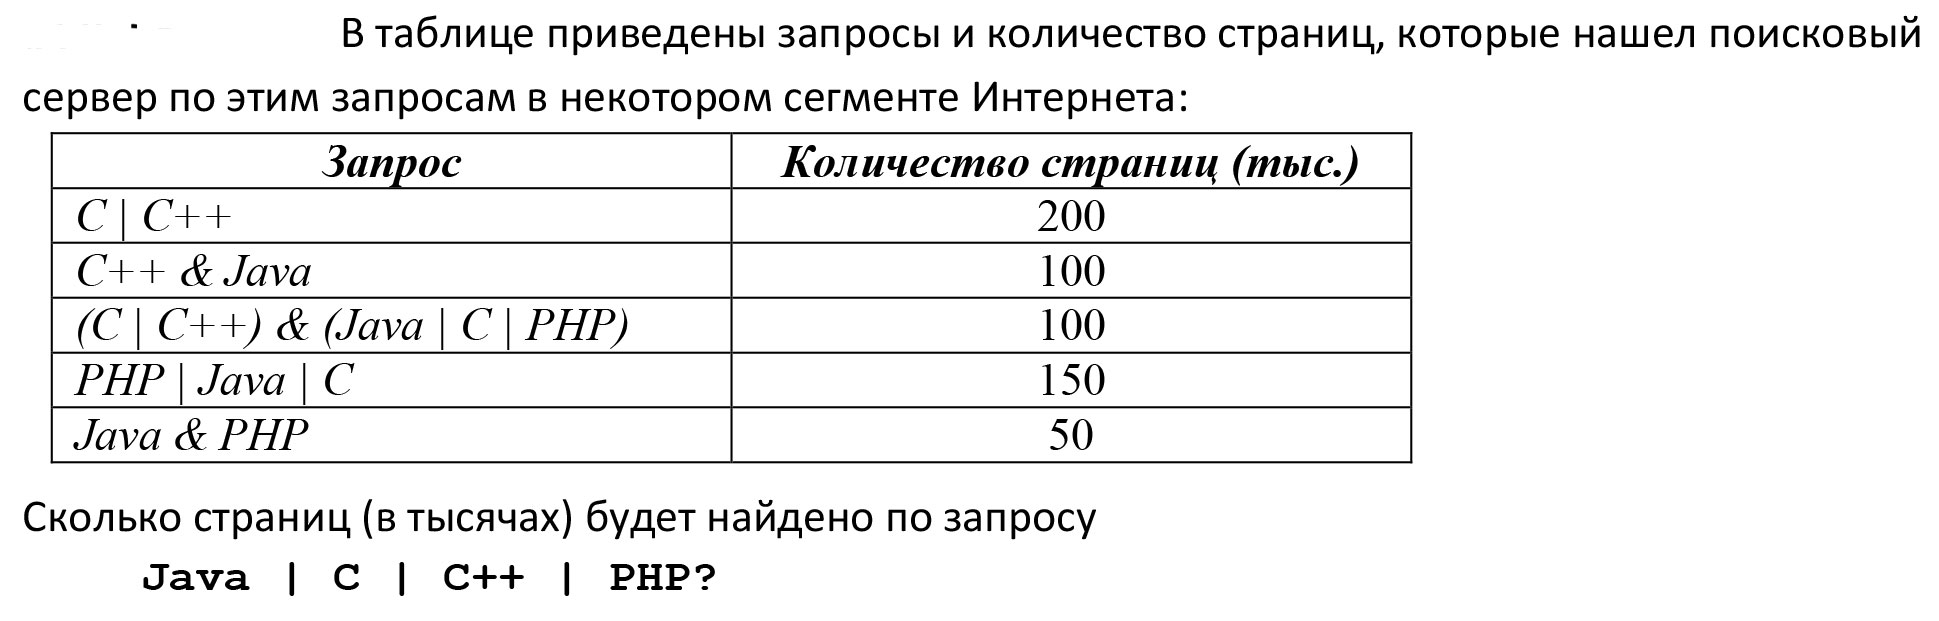 В таблице приведены запросы и количество страниц, которые нашел поисковый
сервер по этим запросам в некотором сегменте Интернета:
Запрос Количество страниц (тыс.)
C | C++ 200
C++ & Java 100
(C | C++) & (Java | C | PHP) 100
PHP | Java | C 150
Java & PHP 50
Сколько страниц (в тысячах) будет найдено по запросу
Java | C | C++ | PHP?